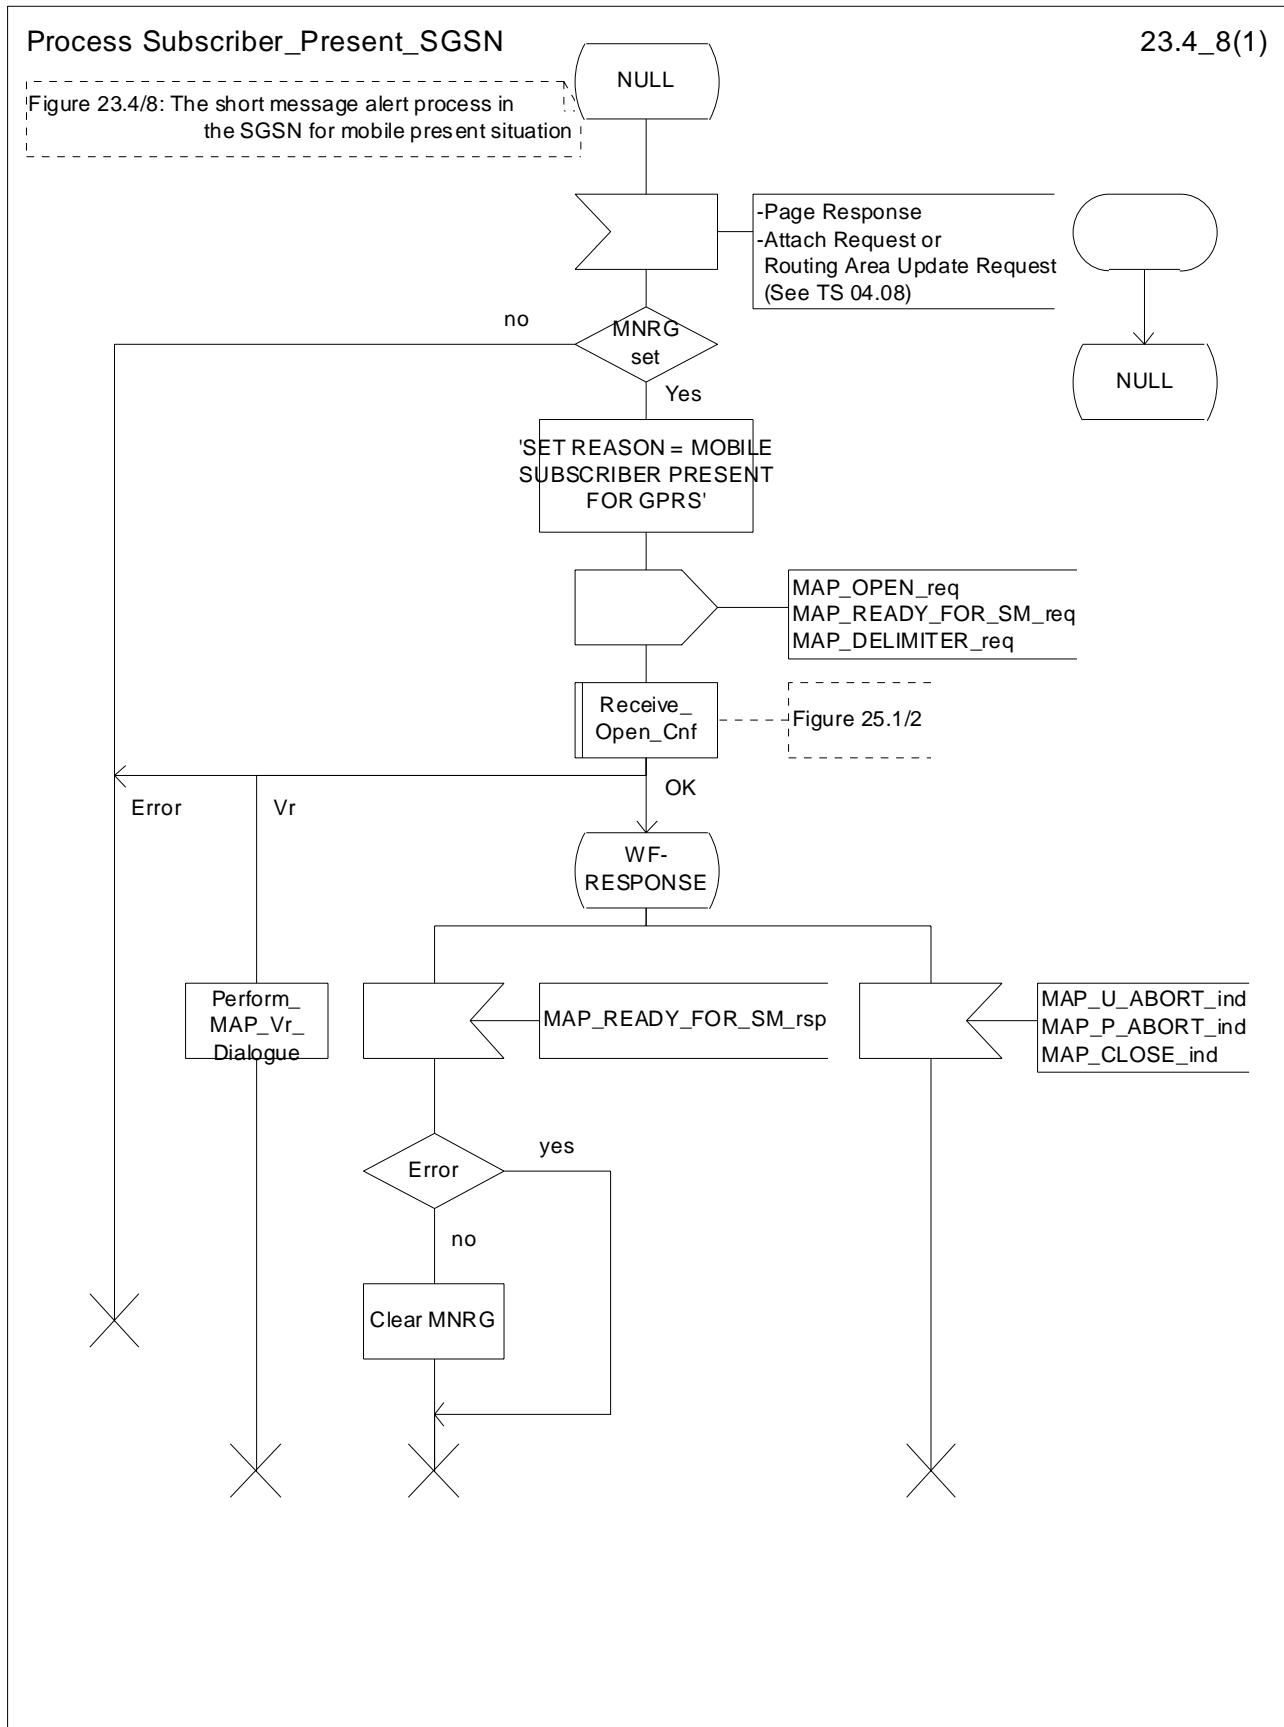 Process Subscriber_Present_SGSN
23.4_8(1)
NULL
Figure 23.4/8: The short message alert process in
the SGSN for mobile present situation
-Page Response
-Attach Request or
Routing Area Update Request
(See TS 04.08)
no
MNRG
set
NULL
Yes
'SET REASON = MOBILE
SUBSCRIBER PRESENT
FOR GPRS'
MAP_OPEN_req
MAP_READY_FOR_SM_req
MAP_DELIMITER_req
Receive_
Open_Cnf
Figure 25.1/2
Error
Vr
OK
WF-
RESPONSE
Perform_
MAP_Vr_
Dialogue
MAP_READY_FOR_SM_rsp
MAP_U_ABORT_ind
MAP_P_ABORT_ind
MAP_CLOSE_ind
Error
yes
no
Clear MNRG